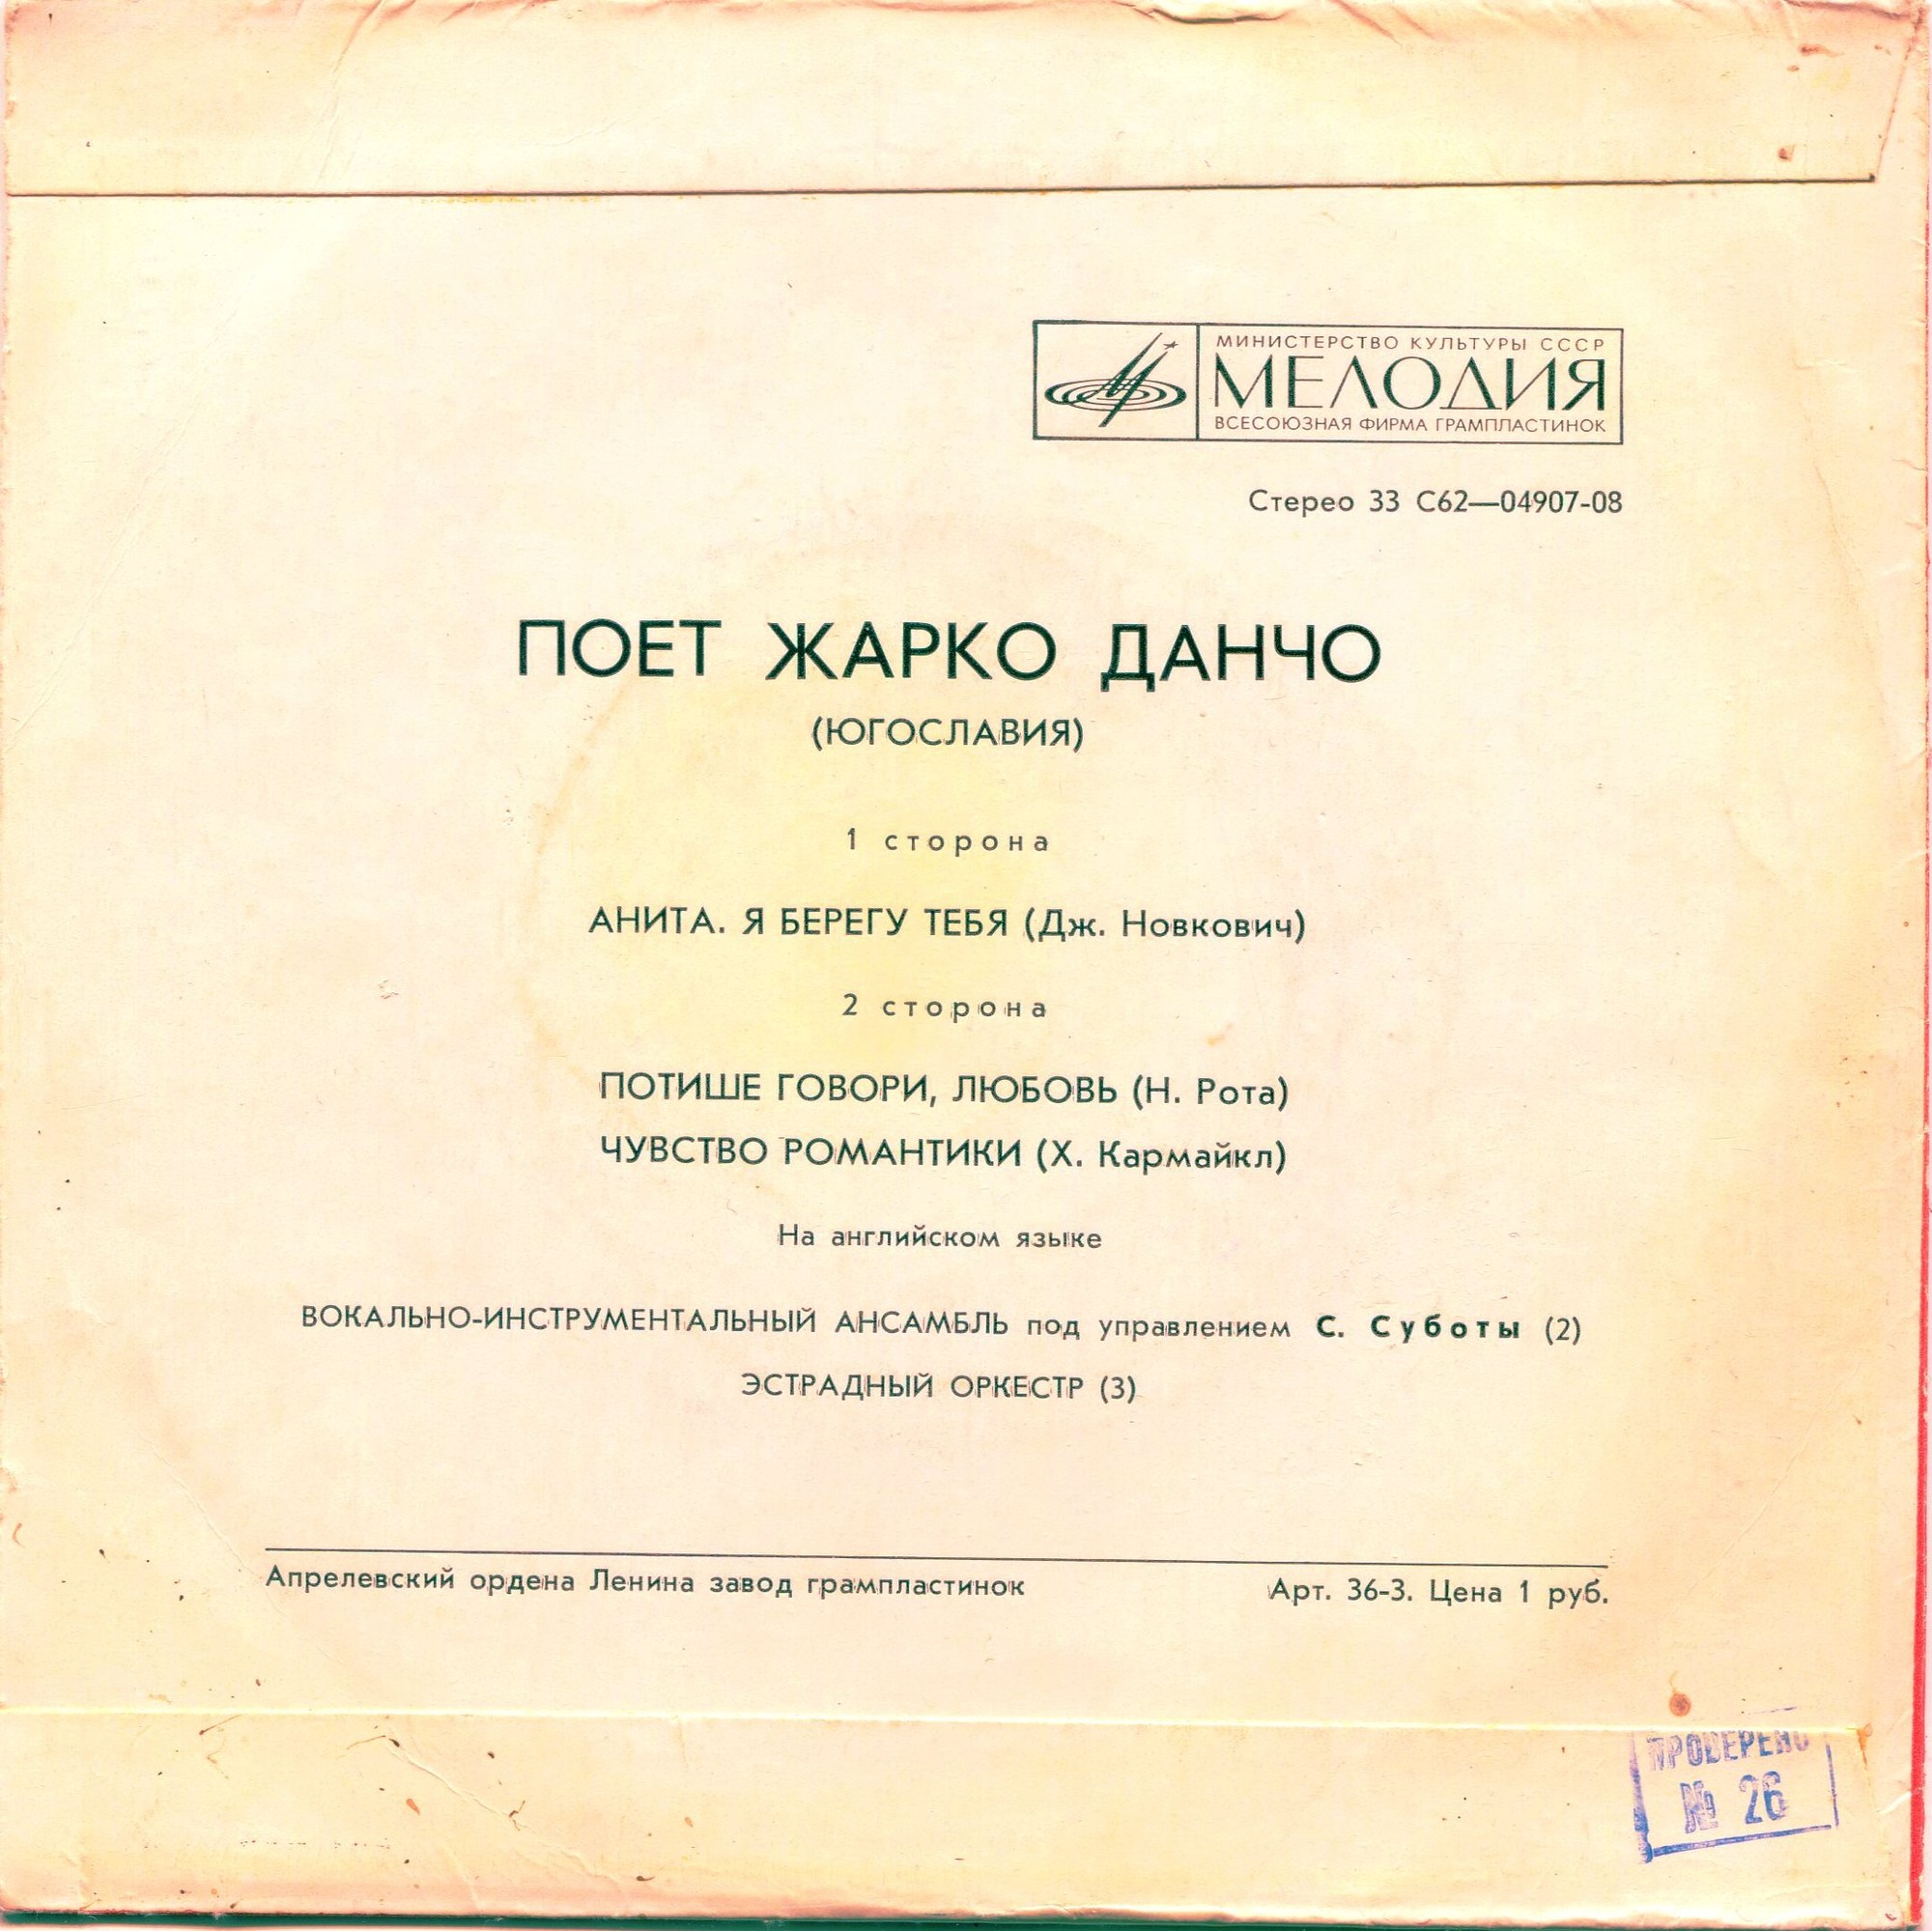 МИНИСТЕРСТВО КУЛЬТУРЫ СССР
МЕЛОДИЯ
ВСЕСОЮЗНАЯ ФИРМА ГРАМПЛАСТИНОК
Стерео 33 С62—04907-08
ПОЕТ ЖАРКО ДАНЧО
(ЮГОСЛАВИЯ)
1 сторона
АНИТА. Я БЕРЕГУ ТЕБЯ (Дж. Новкович)
2 сторона
ПОТИШЕ ГОВОРИ, ЛЮБОВЬ (Н. Рота)
ЧУВСТВО РОМАНТИКИ (Х. Кармайкл)
На английском языке
ВОКАЛЬНО-ИНСТРУМЕНТАЛЬНЫЙ АНСАМБЛЬ под управлением С. Суботы (2)
ЭСТРАДНЫЙ ОРКЕСТР (3)
Апрелевский ордена Ленина завод грампластинок Арт. 36-3. Цена 1 руб.
ПРОВЕРЕНО
№ 26